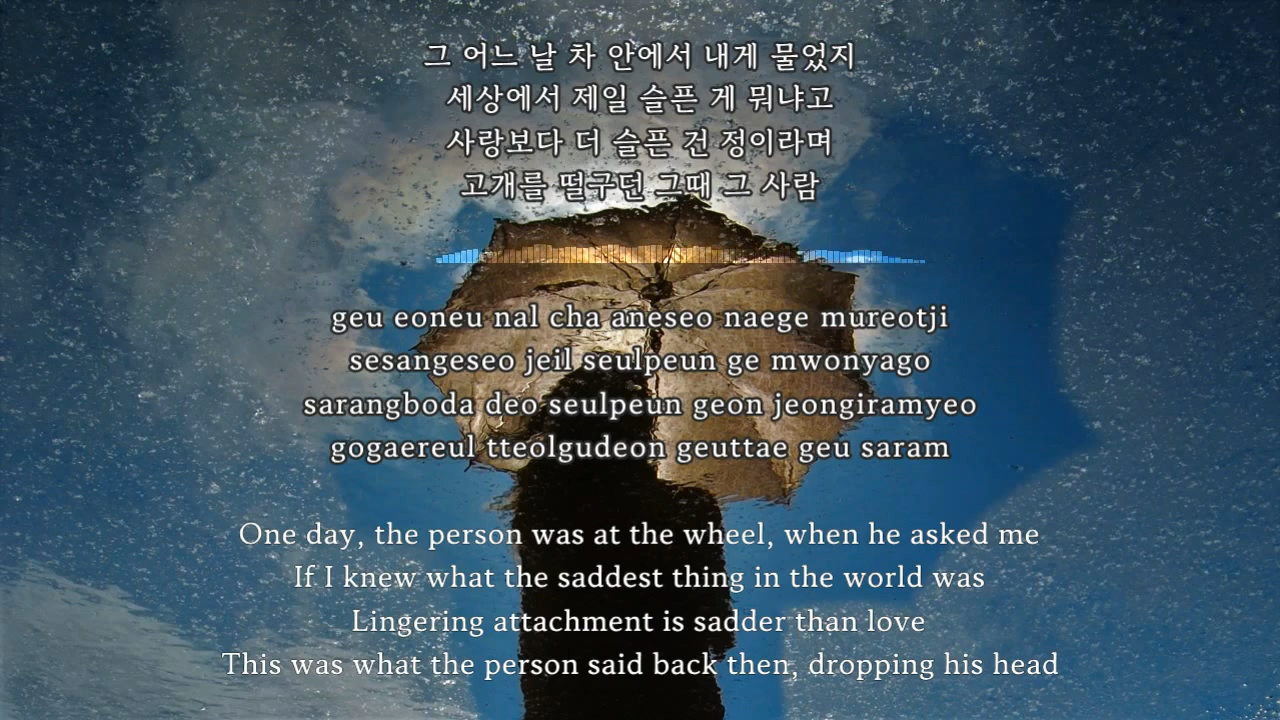 그 어느 날 차 안에서 내게 물었지
세상에서 제일 슬픈 게 뭐냐고
사랑보다 더 슬픈 건 정이라며
고개를 떨구던 그때 그 사람
geu eoneu nal cha aneseo naege mureotji
sesangeseo jeil seulpeun ge mwonyago
sarangboda deo seulpeun geon jeongiramyeo
gogaereul tteolgudeon geuttae geu saram
One day, the person was at the wheel, when he asked me
If I knew what the saddest thing in the world was
Lingering attachment is sadder than love
This was what the person said back then, dropping his head